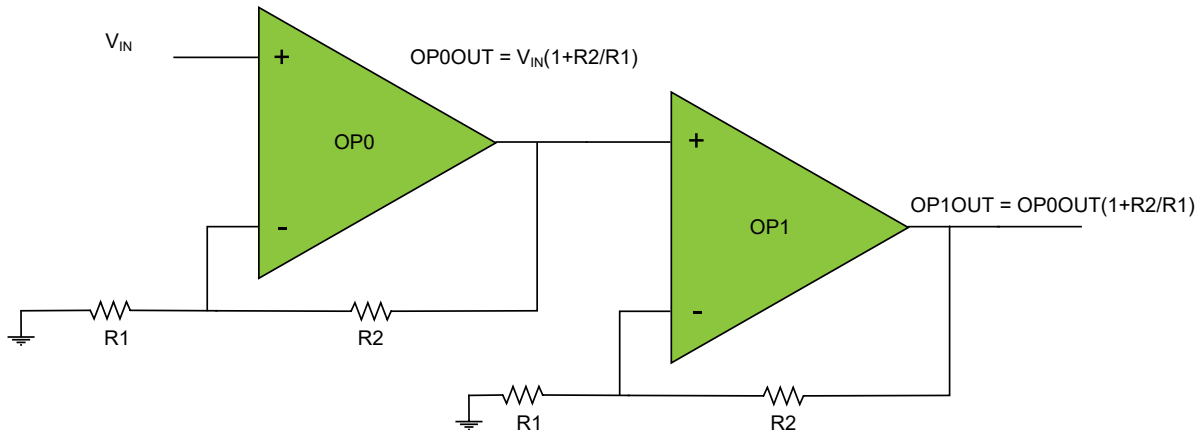 V_IN
OP0OUT = V_IN(1+R2/R1)
+
OP0
-
+
OP1OUT = OP0OUT(1+R2/R1)
OP1
-
R1
R2
R1
R2